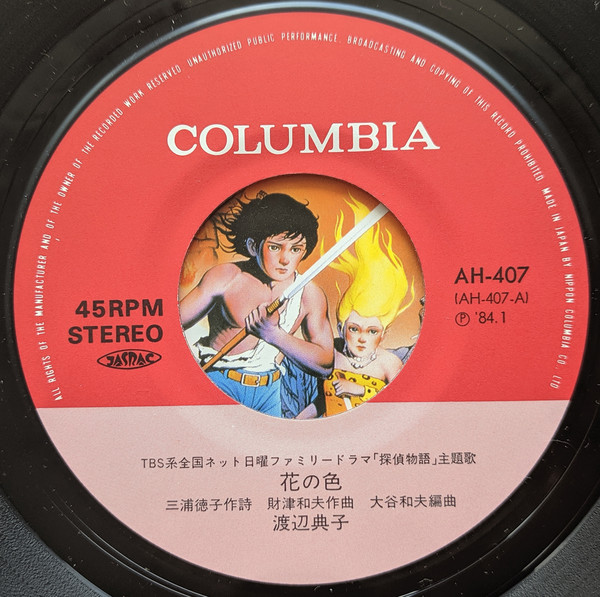 ALL RIGHTS OF THE MANUFACTURER AND OF THE OWNER OF THE RECORDED WORK RESERVED. UNAUTHORIZED PUBLIC PERFORMANCE. BROADCASTING AND COPYING OF THIS RECORD PROHIBITED MADE IN JAPAN BY NIPPON COLUMBIA CO., LTD
COLUMBIA
45RPM
STEREO
JASRAC
AH-407
(AH-407-A)
Ⓟ '84.1
TBS系全国ネット日曜ファミリードラマ「探偵物語」主題歌
花の色
三浦徳子作詩 財津和夫作曲 大谷和夫編曲
渡辺典子